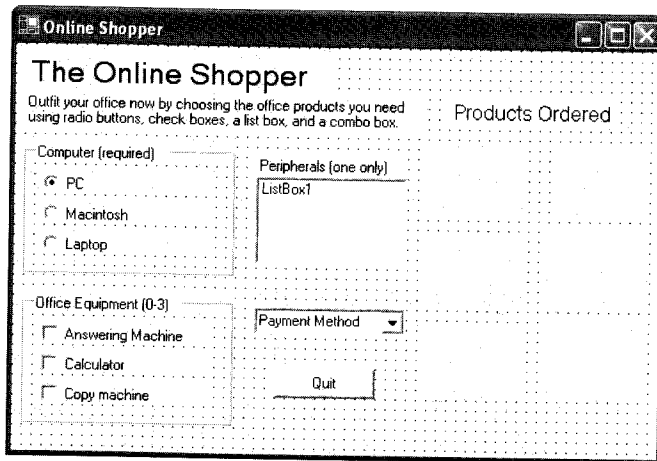 Online Shopper
The Online Shopper
Outfit your office now by choosing the office products you need
using radio buttons, check boxes, a list box, and a combo box.
Products Ordered
Computer (required)
PC
Macintosh
Laptop
Peripherals (one only)
ListBox1
Office Equipment (0-3)
Answering Machine
Calculator
Copy machine
Payment Method
Quit